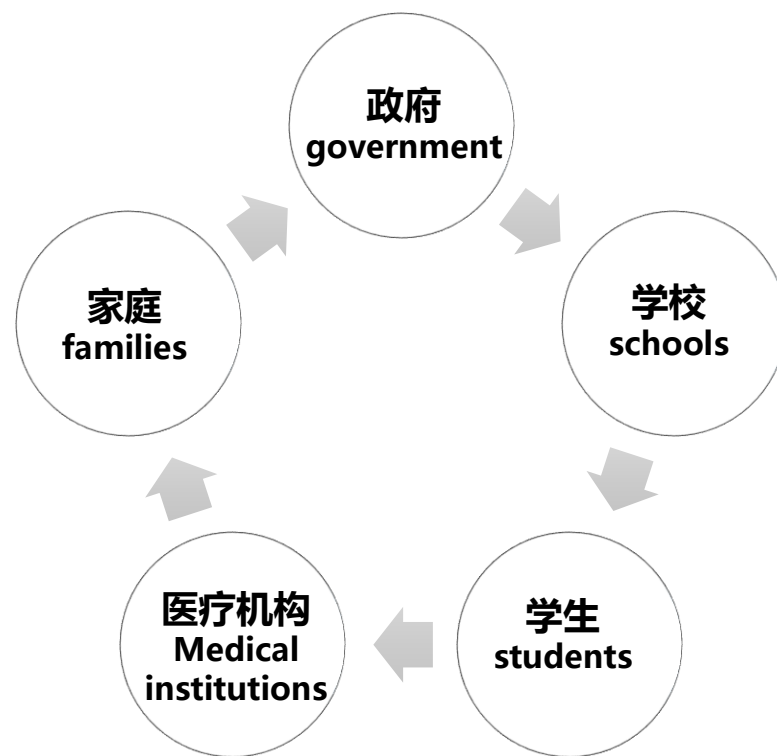 政府
government
学校
schools
学生
students
医疗机构
Medical
institutions
家庭
families